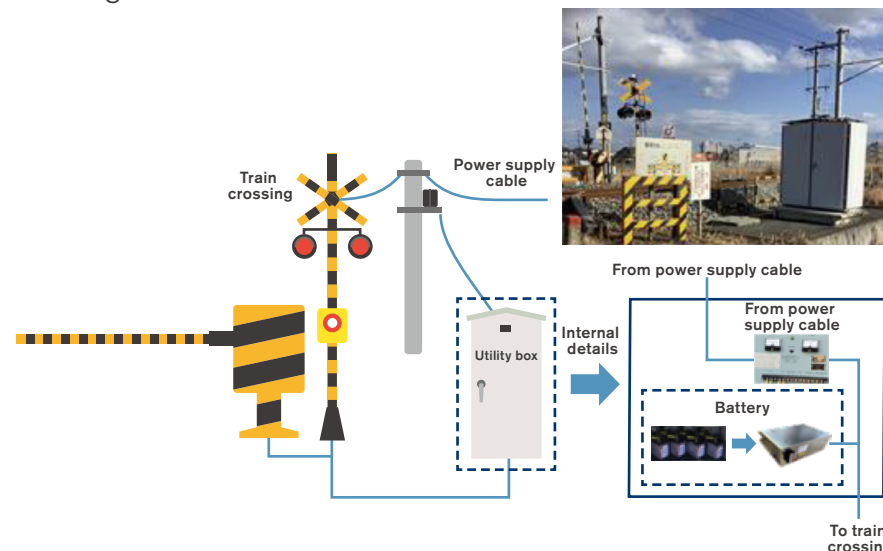 Train
crossing
Power supply
cable
From power supply cable
From power
supply cable
Utility box
Internal
details
Battery
To train